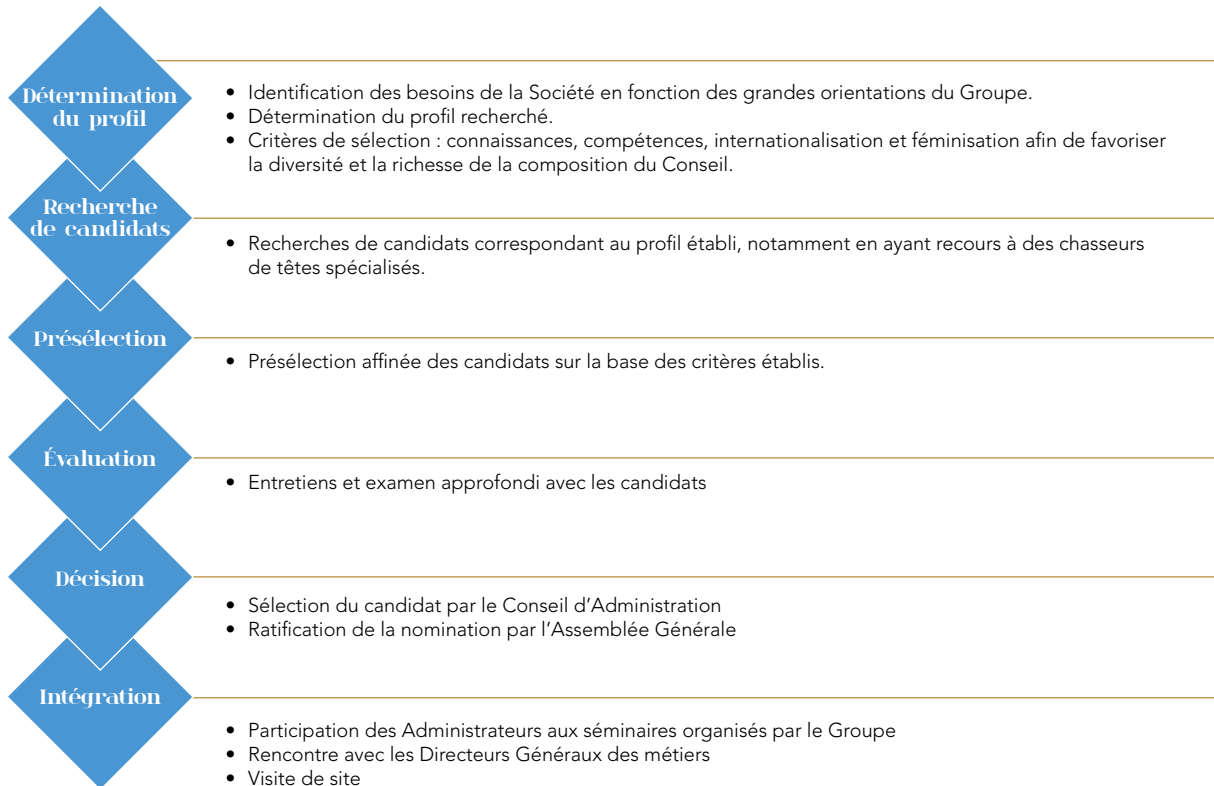 Détermination
du profil
• Identification des besoins de la Société en fonction des grandes orientations du Groupe.
• Détermination du profil recherché.
• Critères de sélection : connaissances, compétences, internationalisation et féminisation afin de favoriser
la diversité et la richesse de la composition du Conseil.
Recherche
de candidats
• Recherches de candidats correspondant au profil établi, notamment en ayant recours à des chasseurs
de têtes spécialisés.
Présélection
• Présélection affinée des candidats sur la base des critères établis.
Évaluation
• Entretiens et examen approfondi avec les candidats
Décision
• Sélection du candidat par le Conseil d’Administration
• Ratification de la nomination par l’Assemblée Générale
Intégration
• Participation des Administrateurs aux séminaires organisés par le Groupe
• Rencontre avec les Directeurs Généraux des métiers
• Visite de site